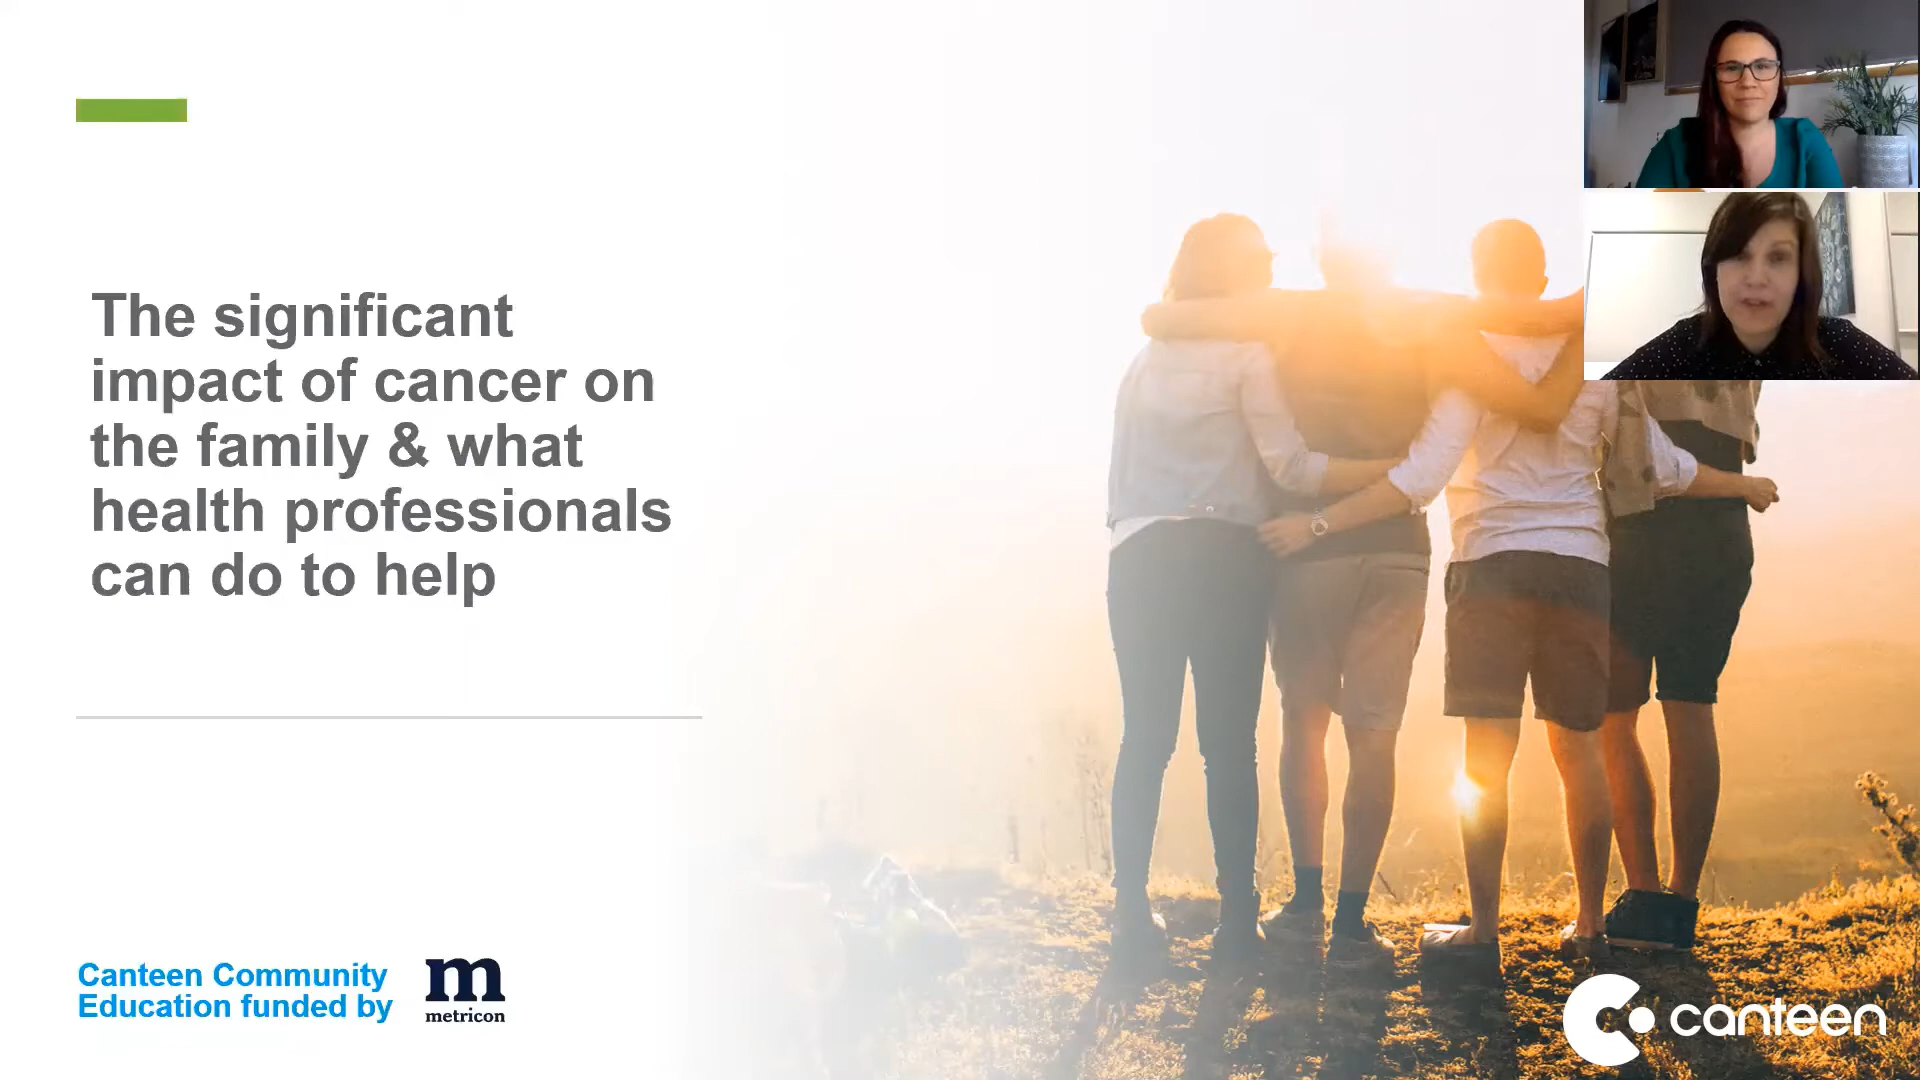 The significant
impact of cancer on
the family & what
health professionals
can do to help
Canteen Community
Education funded by
m
metricon
canteen